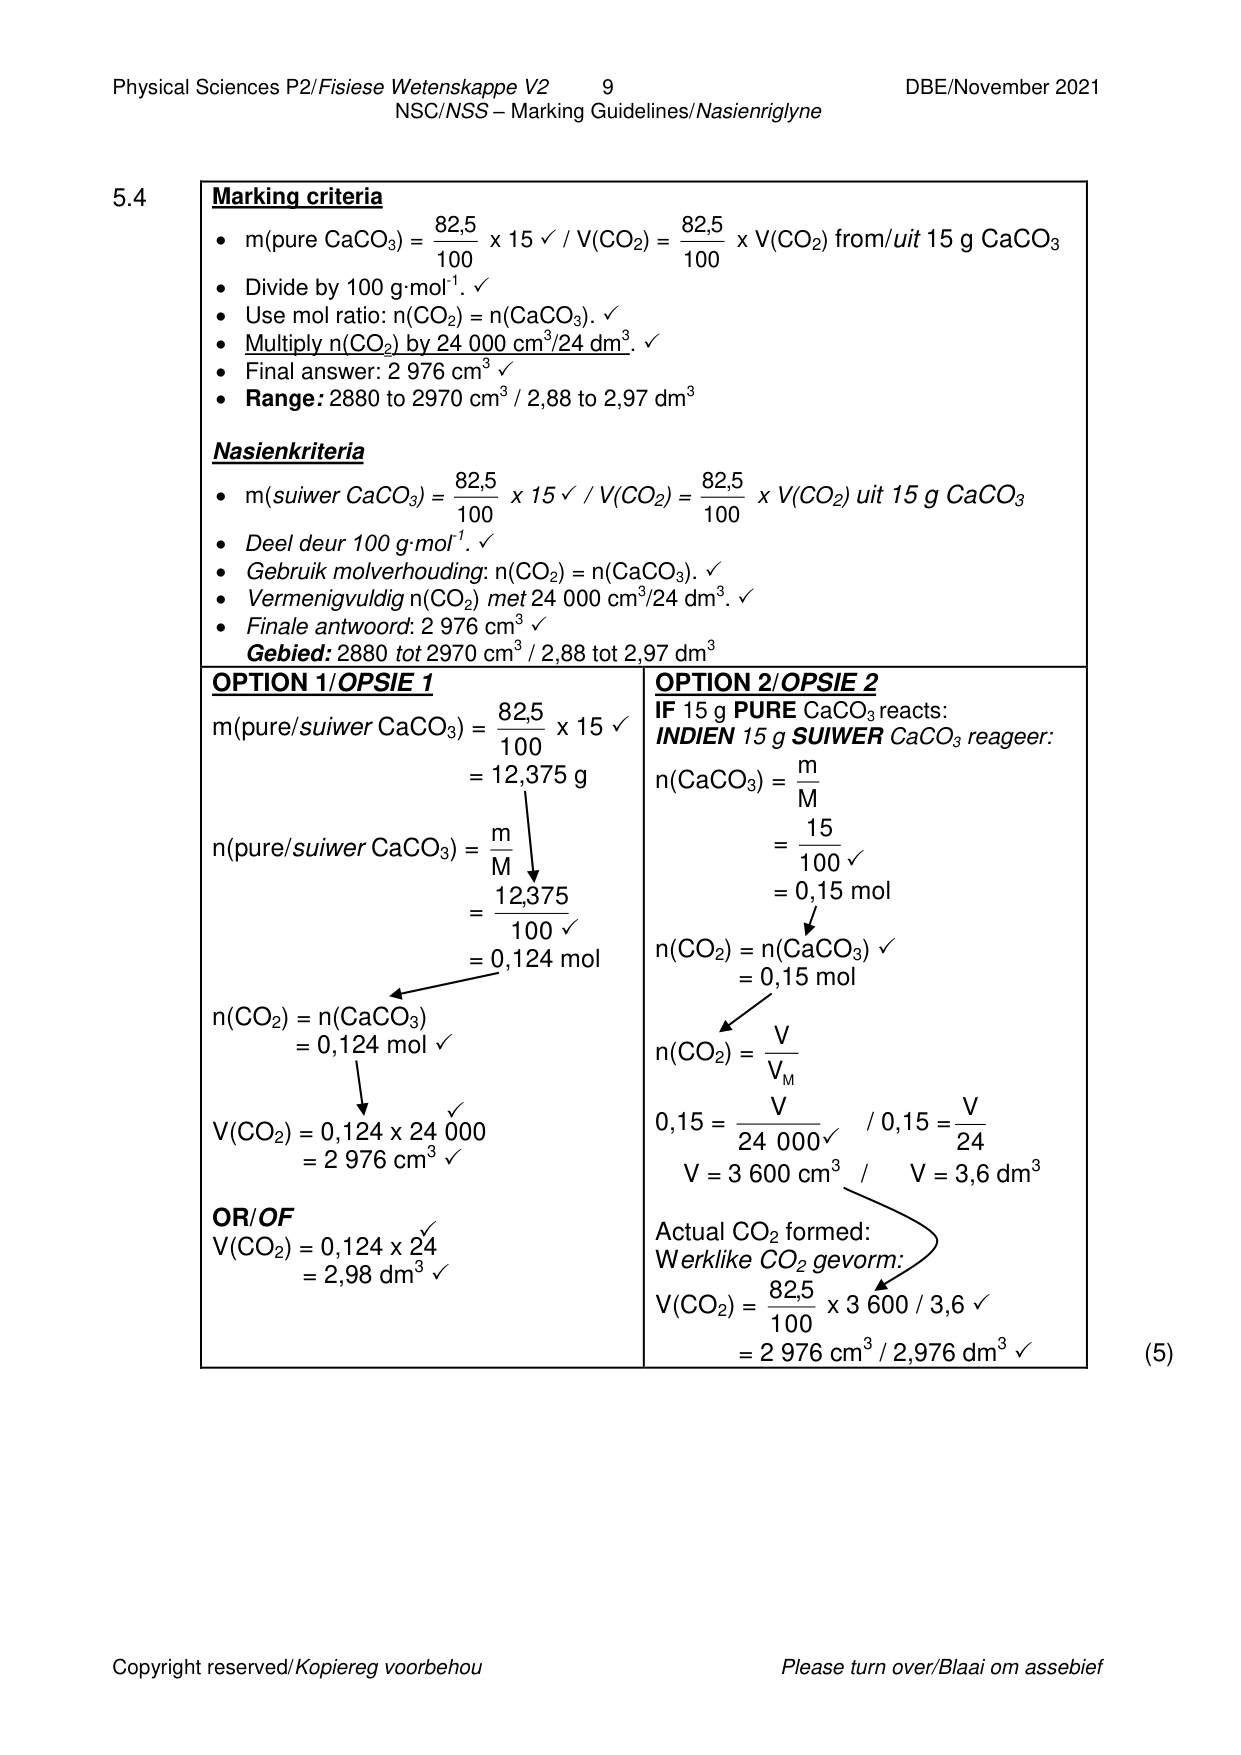 Physical Sciences P2/Fisiese Wetenskappe V2 9 DBE/November 2021
NSC/NSS – Marking Guidelines/Nasienriglyne
5.4
Marking criteria
• m(pure CaCO₃) = 82,5/100 x 15 ✓ / V(CO₂) = 82,5/100 x V(CO₂) from/uit 15 g CaCO₃
• Divide by 100 g·mol⁻¹. ✓
• Use mol ratio: n(CO₂) = n(CaCO₃). ✓
• Multiply n(CO₂) by 24 000 cm³/24 dm³. ✓
• Final answer: 2 976 cm³ ✓
• Range: 2880 to 2970 cm³ / 2,88 to 2,97 dm³
Nasienkriteria
• m(suiwer CaCO₃) = 82,5/100 x 15 ✓ / V(CO₂) = 82,5/100 x V(CO₂) uit 15 g CaCO₃
• Deel deur 100 g·mol⁻¹. ✓
• Gebruik molverhouding: n(CO₂) = n(CaCO₃). ✓
• Vermenigvuldig n(CO₂) met 24 000 cm³/24 dm³. ✓
• Finale antwoord: 2 976 cm³ ✓
Gebied: 2880 tot 2970 cm³ / 2,88 tot 2,97 dm³
OPTION 1/OPSIE 1
m(pure/suiwer CaCO₃) = 82,5/100 x 15 ✓
= 12,375 g
n(pure/suiwer CaCO₃) = m/M
= 12,375/100 ✓
= 0,124 mol
n(CO₂) = n(CaCO₃)
= 0,124 mol ✓
V(CO₂) = 0,124 x 24 000 ✓
= 2 976 cm³ ✓
OR/OF
V(CO₂) = 0,124 x 24 ✓
= 2,98 dm³ ✓
OPTION 2/OPSIE 2
IF 15 g PURE CaCO₃ reacts:
INDIEN 15 g SUIWER CaCO₃ reageer:
n(CaCO₃) = m/M
= 15/100 ✓
= 0,15 mol
n(CO₂) = n(CaCO₃) ✓
= 0,15 mol
n(CO₂) = V/V_M
0,15 = V/24 000 ✓ / 0,15 = V/24
V = 3 600 cm³ / V = 3,6 dm³
Actual CO₂ formed:
Werklike CO₂ gevorm:
V(CO₂) = 82,5/100 x 3 600 / 3,6 ✓
= 2 976 cm³ / 2,976 dm³ ✓
(5)
Copyright reserved/Kopiereg voorbehou Please turn over/Blaai om assebief